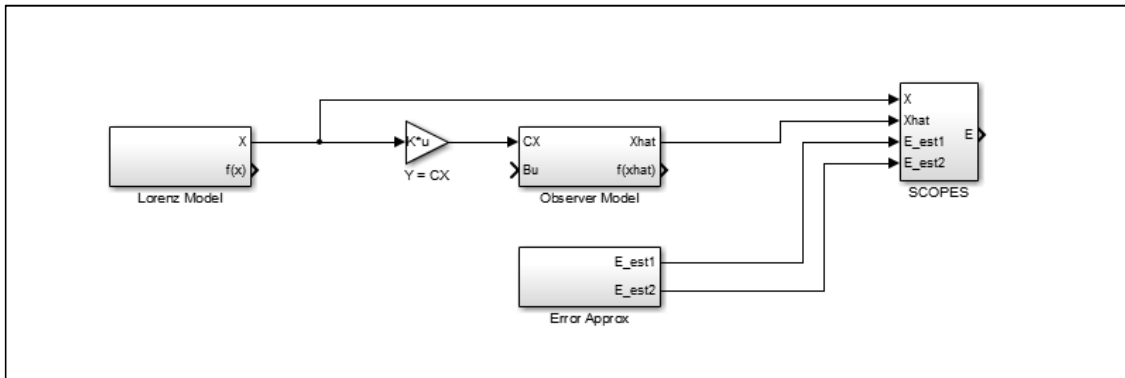 X
f(x)
Lorenz Model
K*u
Y = CX
CX
Bu
Xhat
f(xhat)
Observer Model
E_est1
E_est2
Error Approx
X
Xhat
E_est1
E_est2
E
SCOPES